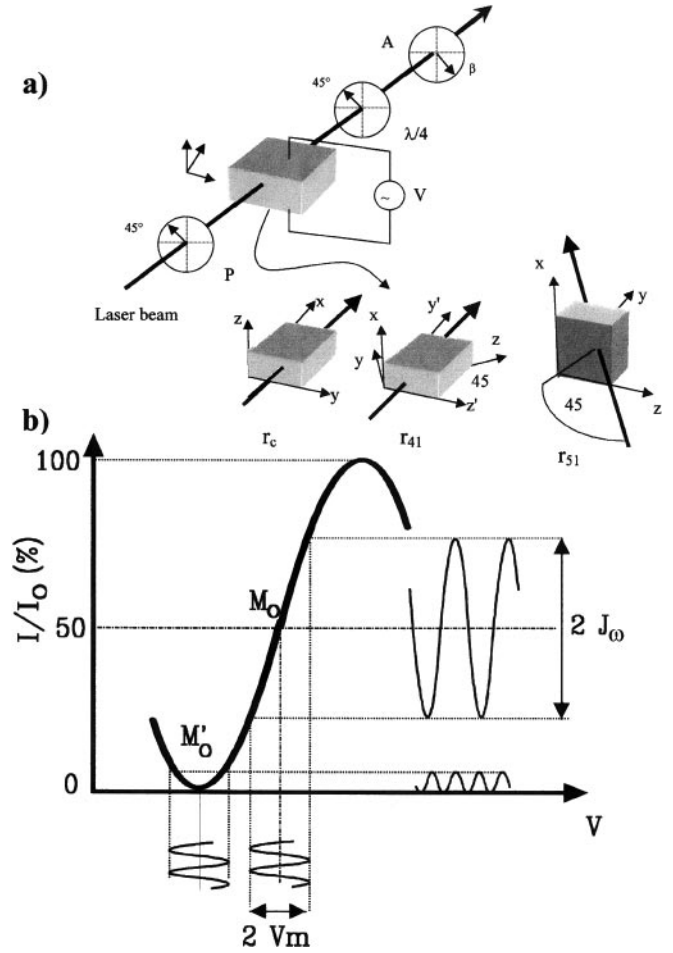 a)
A
β
45°
λ/4
V
~
45°
P
Laser beam
z
x
y
x
y'
y
z
45
z'
x
y
z
45
r_c
r_41
r_51
b)
100
I/I_O (%)
M_O
50
2 J_ω
M'_O
0
V
2 Vm